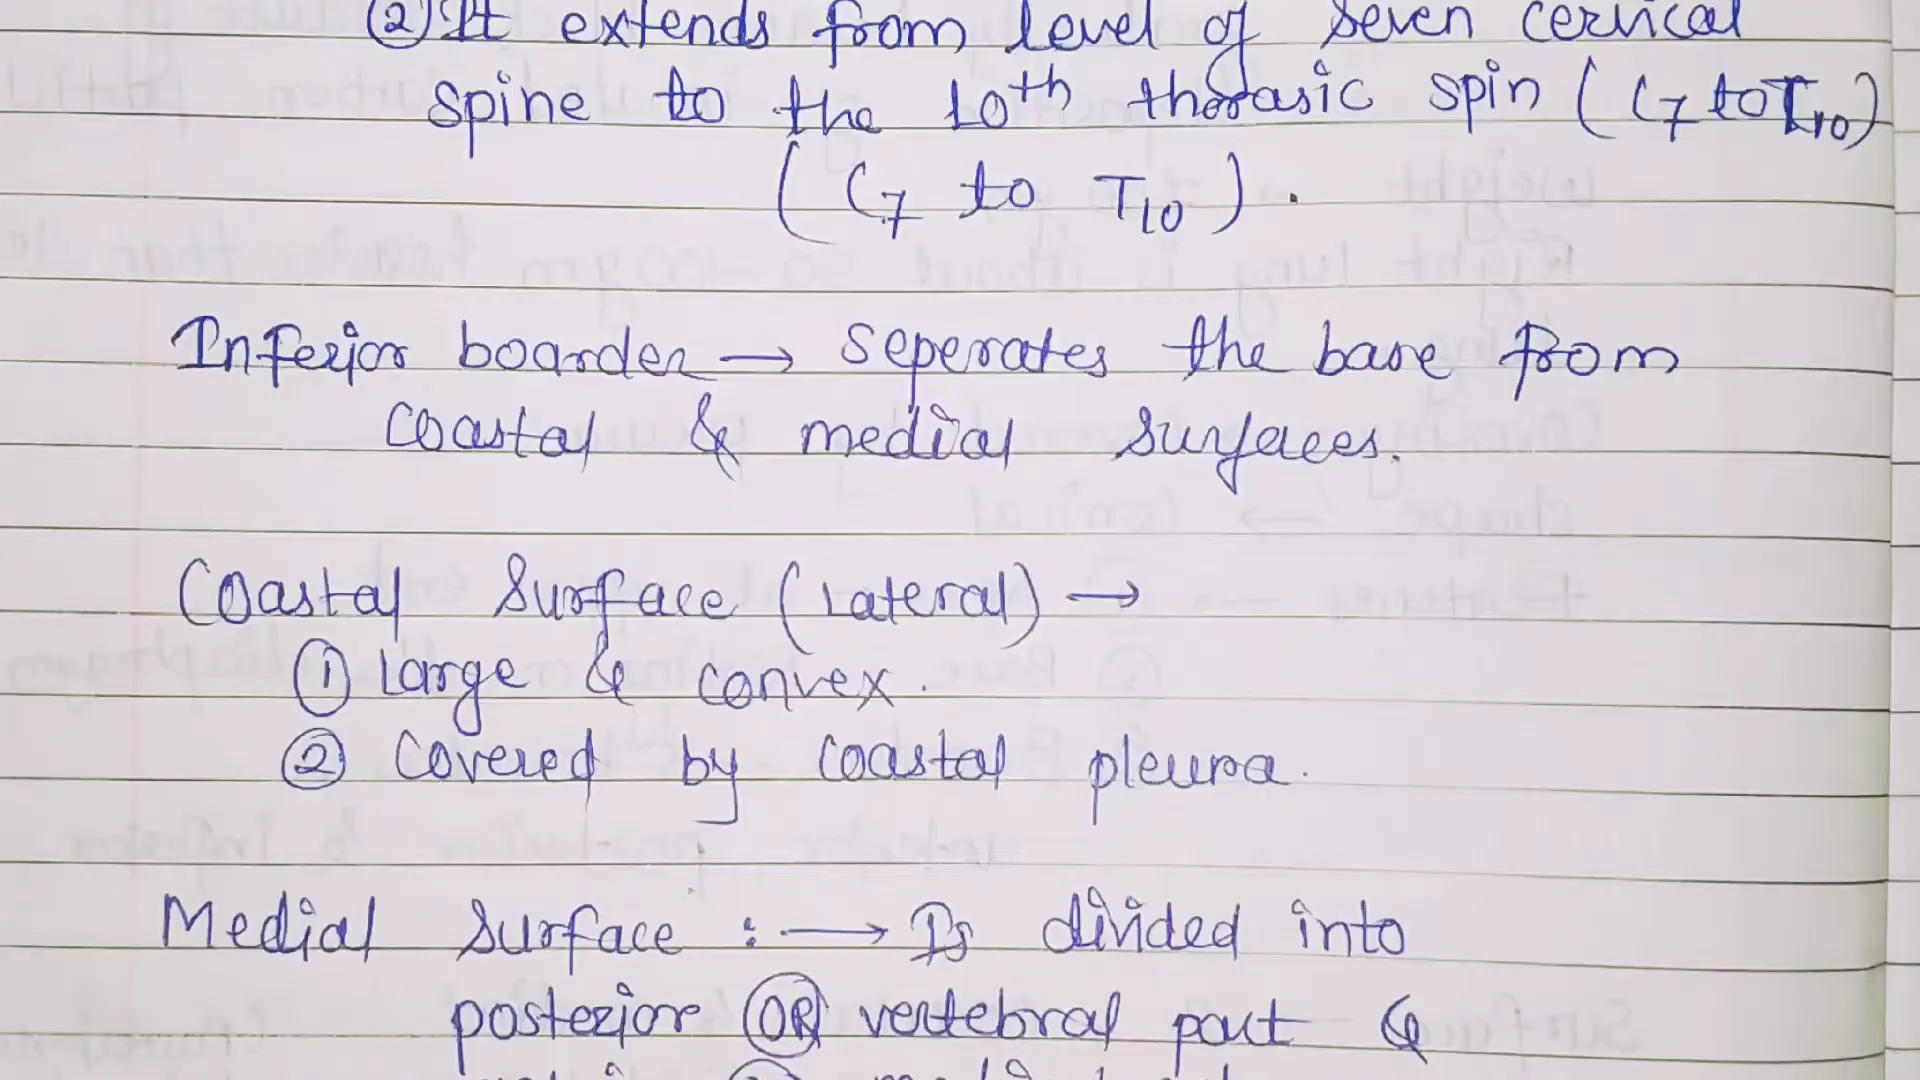 ② It extends from level of seven cervical
spine to the 10th thorasic spin (C7 to T10)
(C7 to T10).
Inferior boarder → seperates the base from
coastal & medial surfaces.
Coastal surface (lateral) →
① Large & convex.
② Covered by coastal pleura.
Medial surface :→ Is divided into
posterior OR vertebral part &